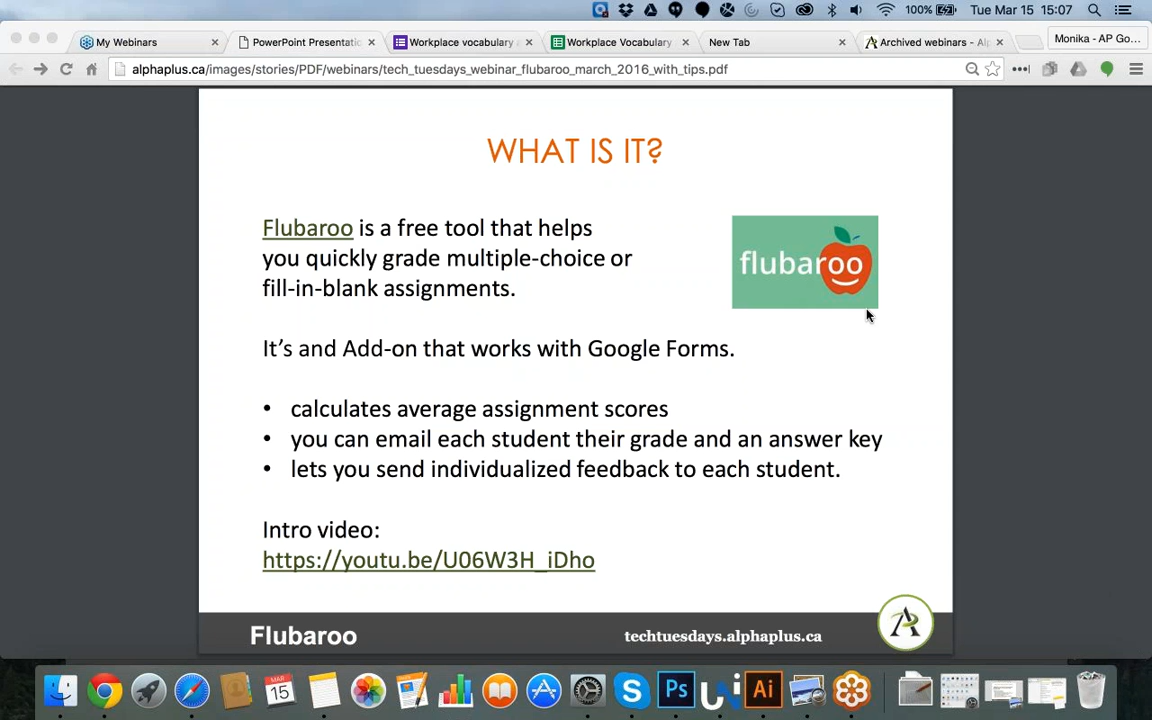 100%
Tue Mar 15 15:07
My Webinars
PowerPoint Presentatio
Workplace vocabulary a
Workplace Vocabulary
New Tab
Archived webinars - Alp
Monika - AP Go...
alphaplus.ca/images/stories/PDF/webinars/tech_tuesdays_webinar_flubaroo_march_2016_with_tips.pdf
WHAT IS IT?
Flubaroo is a free tool that helps
you quickly grade multiple-choice or
fill-in-blank assignments.
flubaroo
It's and Add-on that works with Google Forms.
• calculates average assignment scores
• you can email each student their grade and an answer key
• lets you send individualized feedback to each student.
Intro video:
https://youtu.be/U06W3H_iDho
Flubaroo
techtuesdays.alphaplus.ca
MAR
15
Ps
Ai